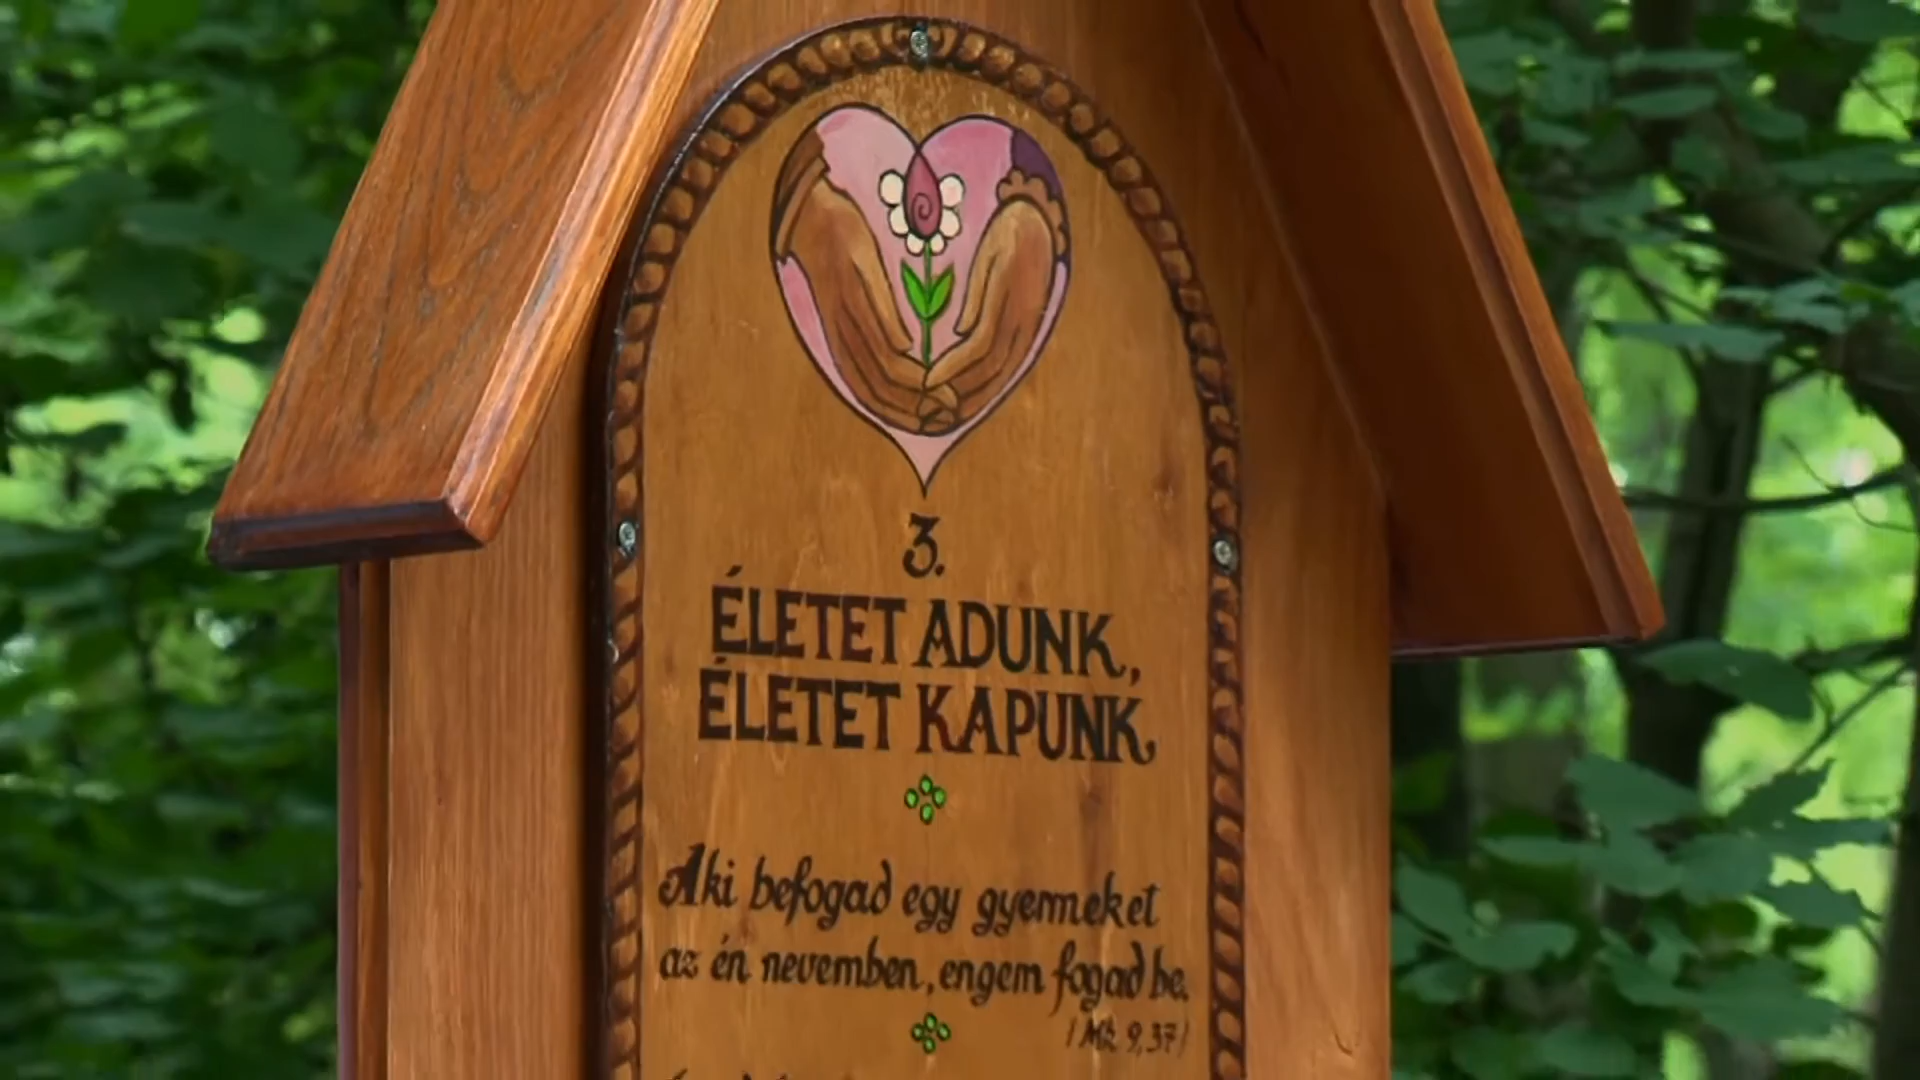 3.
ÉLETET ADUNK,
ÉLETET KAPUNK.
Aki befogad egy gyermeket
az én nevemben, engem fogad be.
/Mk 9,37/